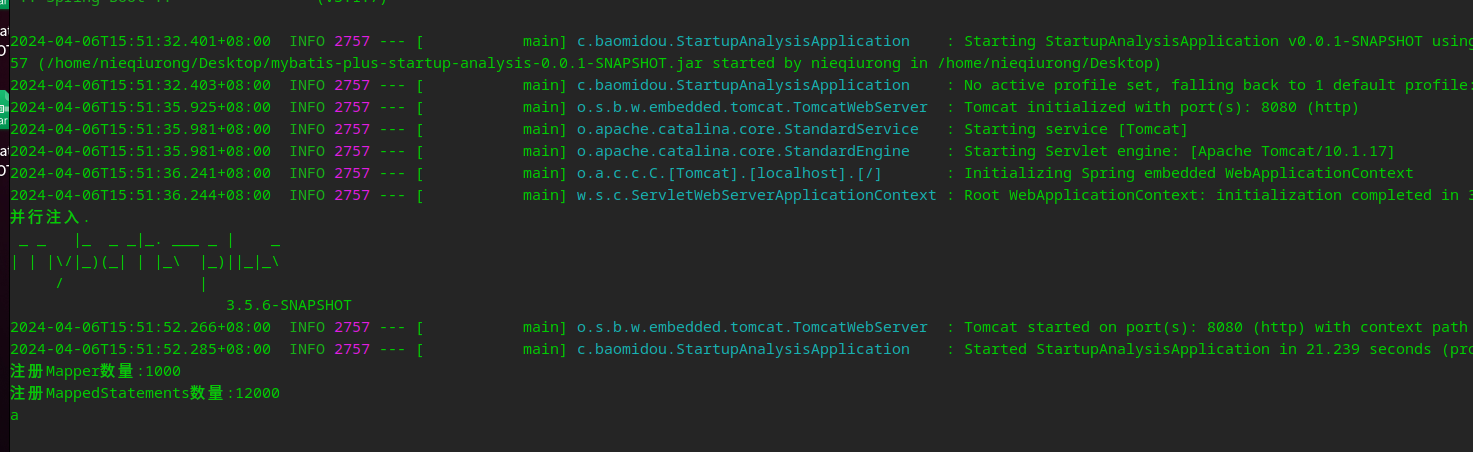 2024-04-06T15:51:32.401+08:00  INFO 2757 --- [           main] c.baomidou.StartupAnalysisApplication    : Starting StartupAnalysisApplication v0.0.1-SNAPSHOT using
57 (/home/nieqiurong/Desktop/mybatis-plus-startup-analysis-0.0.1-SNAPSHOT.jar started by nieqiurong in /home/nieqiurong/Desktop)
2024-04-06T15:51:32.403+08:00  INFO 2757 --- [           main] c.baomidou.StartupAnalysisApplication    : No active profile set, falling back to 1 default profile:
2024-04-06T15:51:35.925+08:00  INFO 2757 --- [           main] o.s.b.w.embedded.tomcat.TomcatWebServer  : Tomcat initialized with port(s): 8080 (http)
2024-04-06T15:51:35.981+08:00  INFO 2757 --- [           main] o.apache.catalina.core.StandardService   : Starting service [Tomcat]
2024-04-06T15:51:35.981+08:00  INFO 2757 --- [           main] o.apache.catalina.core.StandardEngine    : Starting Servlet engine: [Apache Tomcat/10.1.17]
2024-04-06T15:51:36.241+08:00  INFO 2757 --- [           main] o.a.c.c.C.[Tomcat].[localhost].[/]       : Initializing Spring embedded WebApplicationContext
2024-04-06T15:51:36.244+08:00  INFO 2757 --- [           main] w.s.c.ServletWebServerApplicationContext : Root WebApplicationContext: initialization completed in 3
并行注入.
 _ _   |_  _ _|_. ___ _ |    _
| | |\/|_)(_| | |_\  |_)||_|_\
     /               |
                        3.5.6-SNAPSHOT
2024-04-06T15:51:52.266+08:00  INFO 2757 --- [           main] o.s.b.w.embedded.tomcat.TomcatWebServer  : Tomcat started on port(s): 8080 (http) with context path
2024-04-06T15:51:52.285+08:00  INFO 2757 --- [           main] c.baomidou.StartupAnalysisApplication    : Started StartupAnalysisApplication in 21.239 seconds (pro
注册Mapper数量:1000
注册MappedStatements数量:12000
a